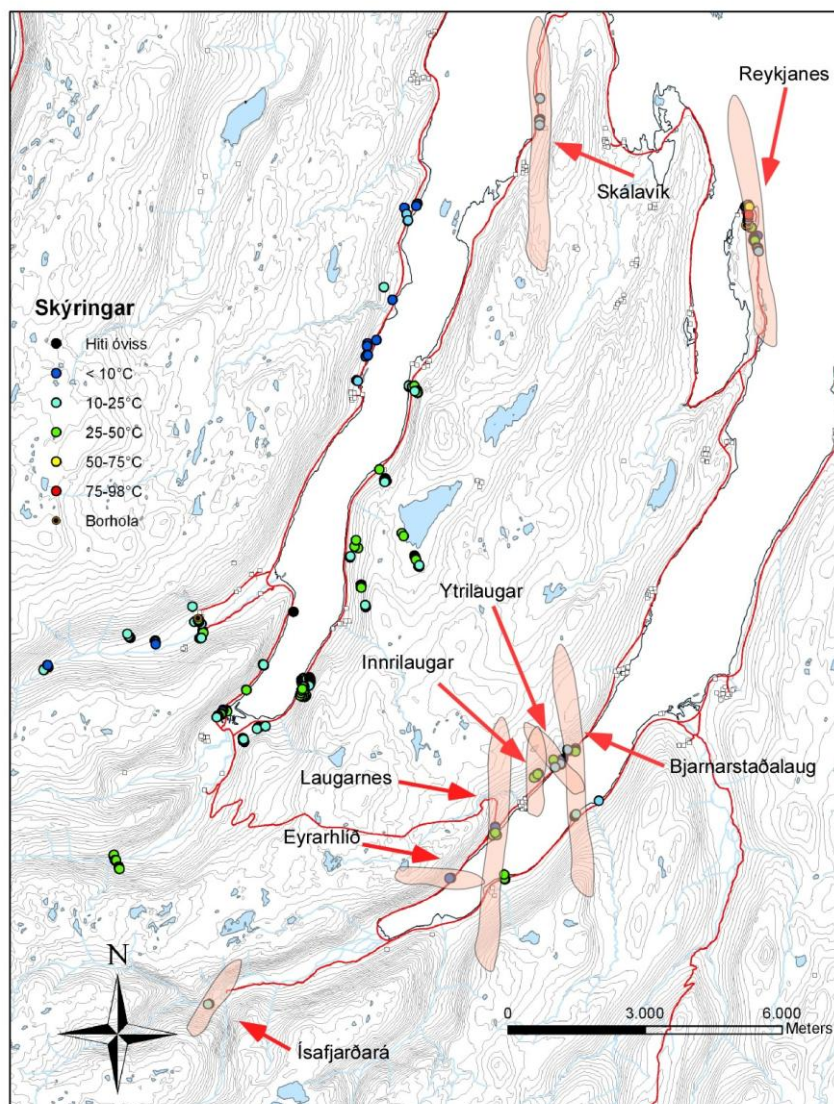 Reykjanes
Skálavík
Skýringar
Hiti óviss
< 10°C
10-25°C
25-50°C
50-75°C
75-98°C
Borhola
Ytrilaugar
Innrilaugar
Bjarnarstaðalaug
Laugarnes
Eyrarhlíð
N
Ísafjarðará
0 3.000 6.000
Meters